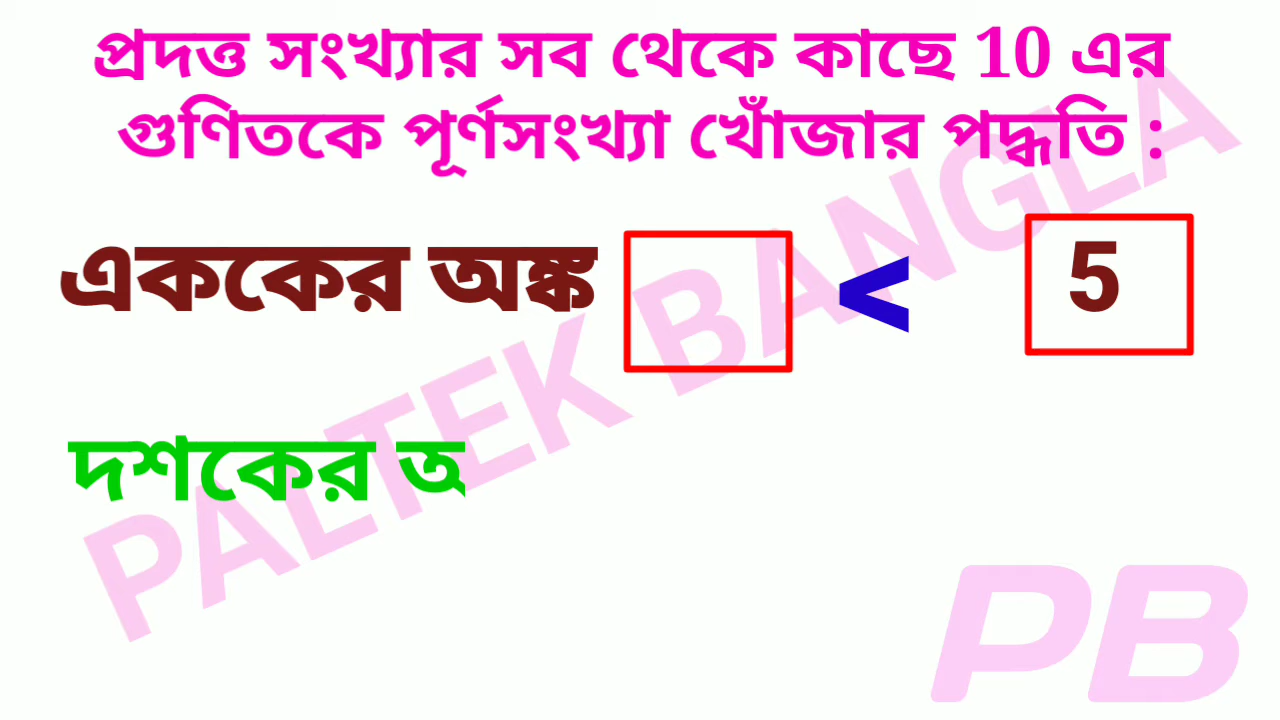 প্রদত্ত সংখ্যার সব থেকে কাছে 10 এর
গুণিতকে পূর্ণসংখ্যা খোঁজার পদ্ধতি :
এককের অঙ্ক < 5
দশকের অ
PALTEK BANGLA
PB